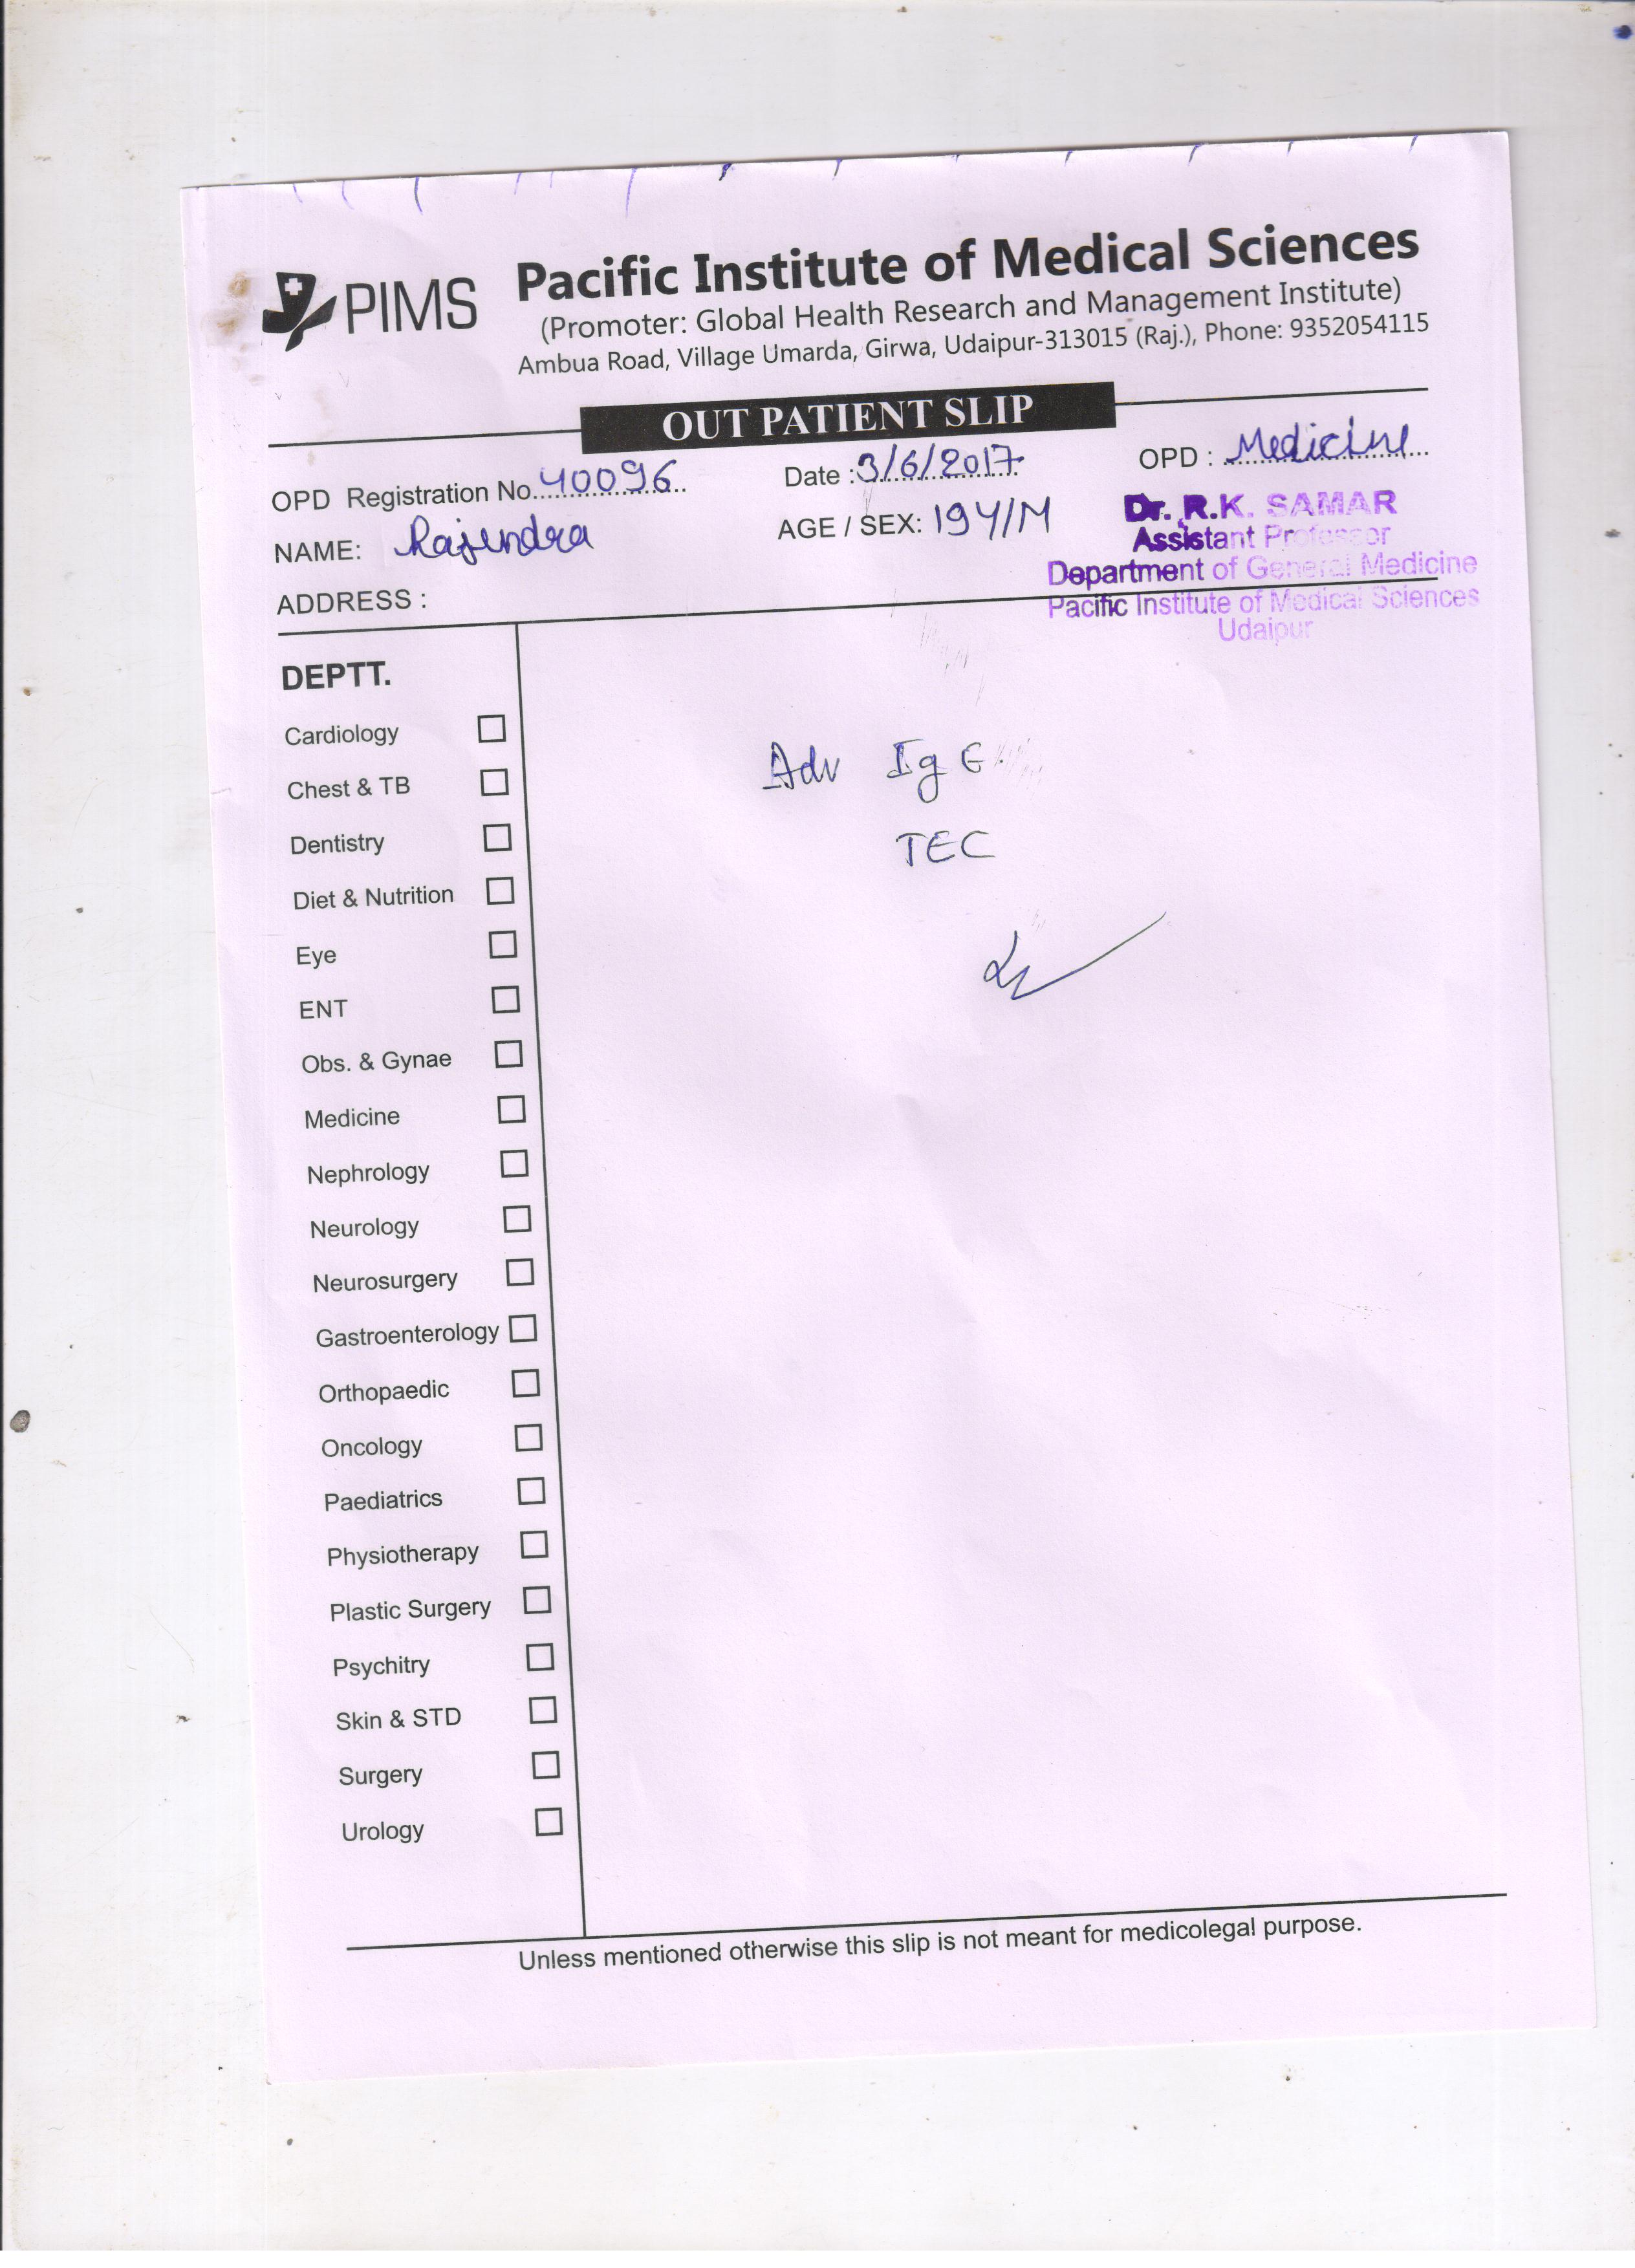 PIMS
Pacific Institute of Medical Sciences
(Promoter: Global Health Research and Management Institute)
Ambua Road, Village Umarda, Girwa, Udaipur-313015 (Raj.), Phone: 9352054115
OUT PATIENT SLIP
OPD Registration No. 40096 Date : 3/6/2017 OPD : Medicine
NAME: Rajendra AGE / SEX: 19Y/M
Dr. R.K. SAMAR
Assistant Professor
Department of General Medicine
Pacific Institute of Medical Sciences
Udaipur
ADDRESS :
DEPTT.
Cardiology
Chest & TB
Dentistry
Diet & Nutrition
Eye
ENT
Obs. & Gynae
Medicine
Nephrology
Neurology
Neurosurgery
Gastroenterology
Orthopaedic
Oncology
Paediatrics
Physiotherapy
Plastic Surgery
Psychitry
Skin & STD
Surgery
Urology
Adv Ig E
TEC
Unless mentioned otherwise this slip is not meant for medicolegal purpose.